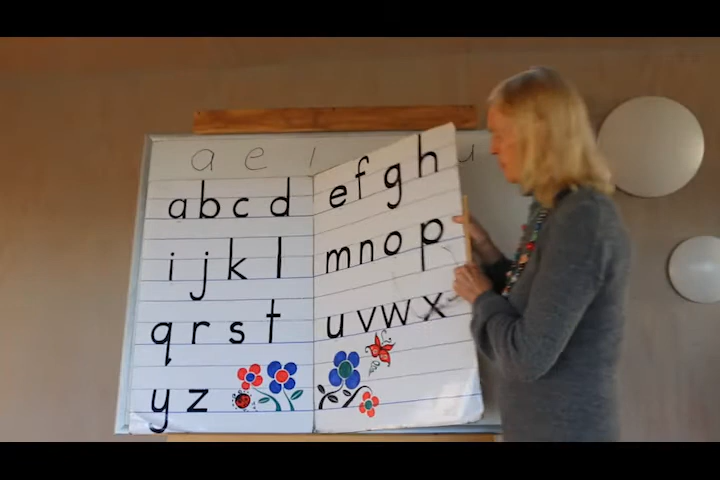 a e i u
a b c d e f g h
i j k l m n o p
q r s t u v w x
y z